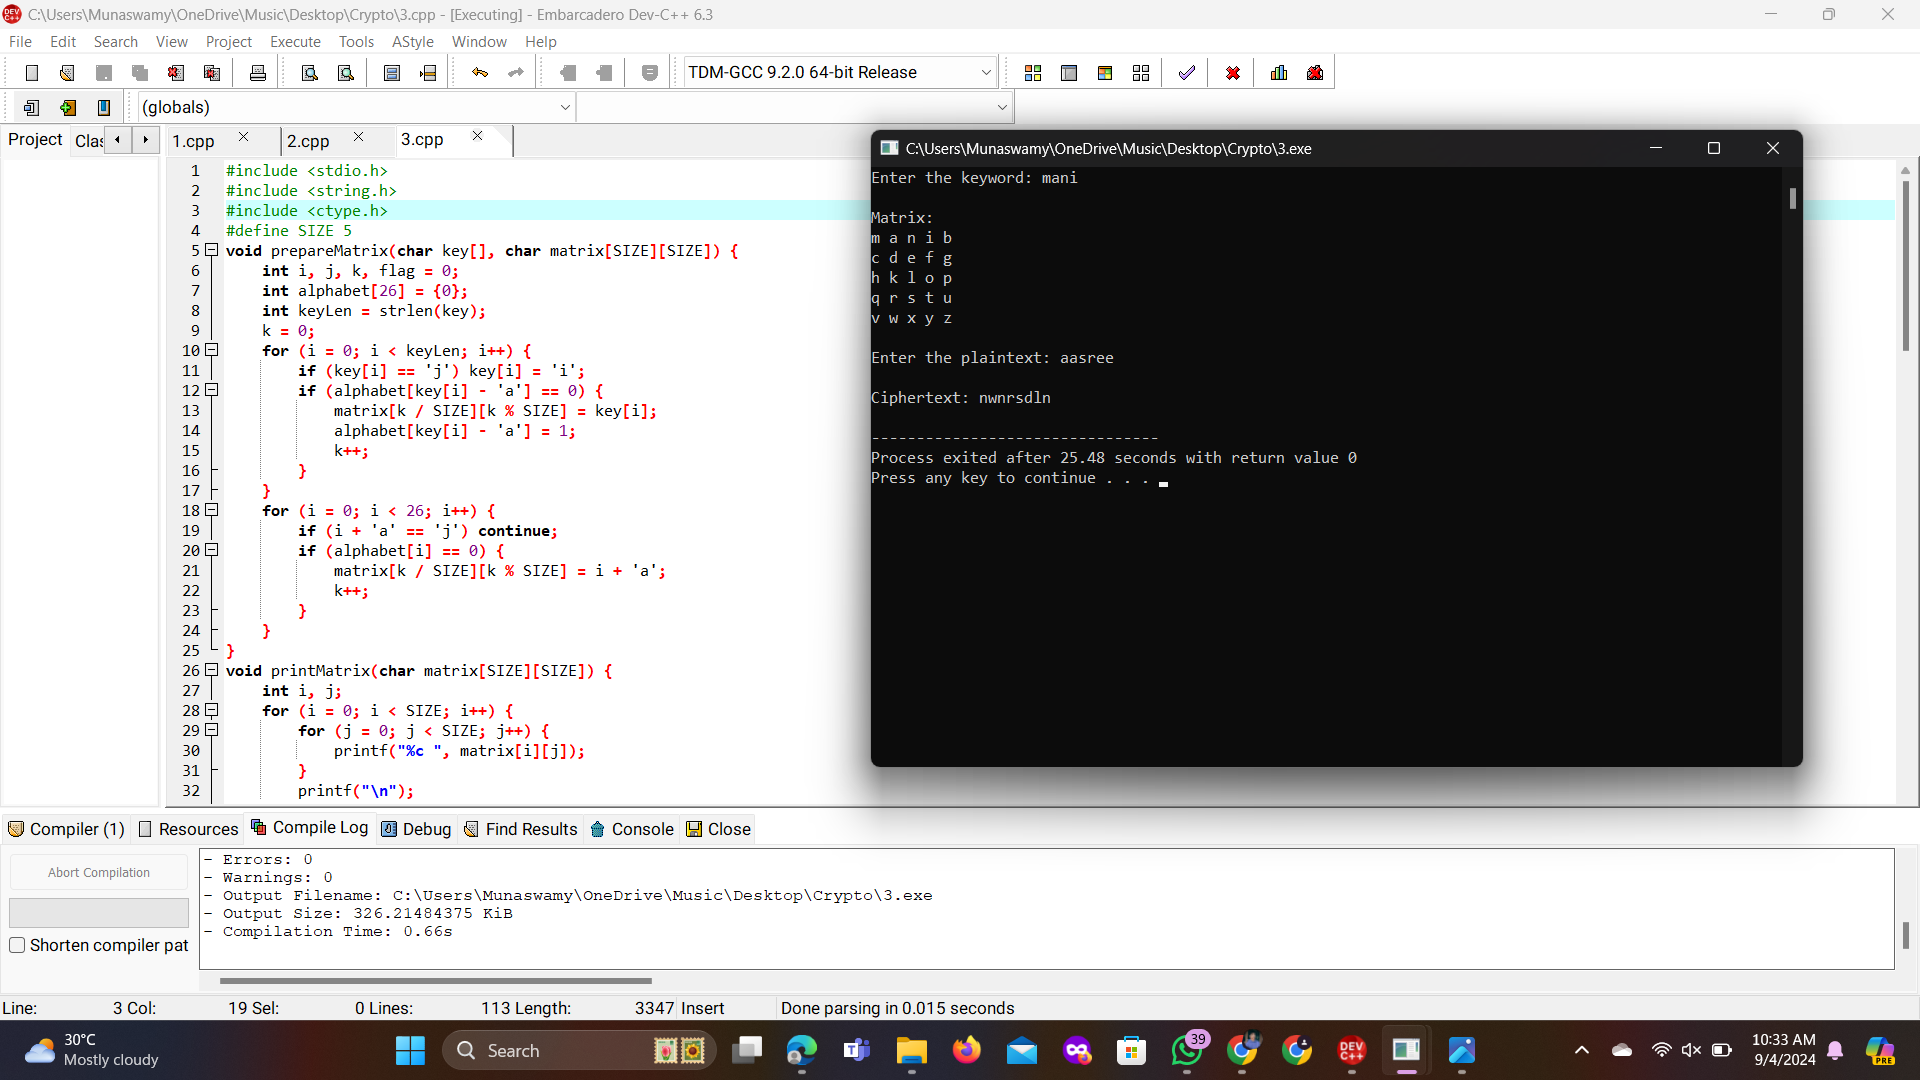 C:\Users\Munaswamy\OneDrive\Music\Desktop\Crypto\3.cpp - [Executing] - Embarcadero Dev-C++ 6.3
File Edit Search View Project Execute Tools AStyle Window Help
TDM-GCC 9.2.0 64-bit Release
(globals)
Project Clas 1.cpp 2.cpp 3.cpp
1 #include <stdio.h>
2 #include <string.h>
3 #include <ctype.h>
4 #define SIZE 5
5 void prepareMatrix(char key[], char matrix[SIZE][SIZE]) {
6 int i, j, k, flag = 0;
7 int alphabet[26] = {0};
8 int keyLen = strlen(key);
9 k = 0;
10 for (i = 0; i < keyLen; i++) {
11 if (key[i] == 'j') key[i] = 'i';
12 if (alphabet[key[i] - 'a'] == 0) {
13 matrix[k / SIZE][k % SIZE] = key[i];
14 alphabet[key[i] - 'a'] = 1;
15 k++;
16 }
17 }
18 for (i = 0; i < 26; i++) {
19 if (i + 'a' == 'j') continue;
20 if (alphabet[i] == 0) {
21 matrix[k / SIZE][k % SIZE] = i + 'a';
22 k++;
23 }
24 }
25 }
26 void printMatrix(char matrix[SIZE][SIZE]) {
27 int i, j;
28 for (i = 0; i < SIZE; i++) {
29 for (j = 0; j < SIZE; j++) {
30 printf("%c ", matrix[i][j]);
31 }
32 printf("\n");
C:\Users\Munaswamy\OneDrive\Music\Desktop\Crypto\3.exe
Enter the keyword: mani
Matrix:
m a n i b
c d e f g
h k l o p
q r s t u
v w x y z
Enter the plaintext: aasree
Ciphertext: nwnrsdln
--------------------------------
Process exited after 25.48 seconds with return value 0
Press any key to continue . . .
Compiler (1) Resources Compile Log Debug Find Results Console Close
Abort Compilation
Shorten compiler pat
- Errors: 0
- Warnings: 0
- Output Filename: C:\Users\Munaswamy\OneDrive\Music\Desktop\Crypto\3.exe
- Output Size: 326.21484375 KiB
- Compilation Time: 0.66s
Line: 3 Col: 19 Sel: 0 Lines: 113 Length: 3347 Insert Done parsing in 0.015 seconds
30°C
Mostly cloudy
Search
39
DEV C++
PRE
10:33 AM
9/4/2024